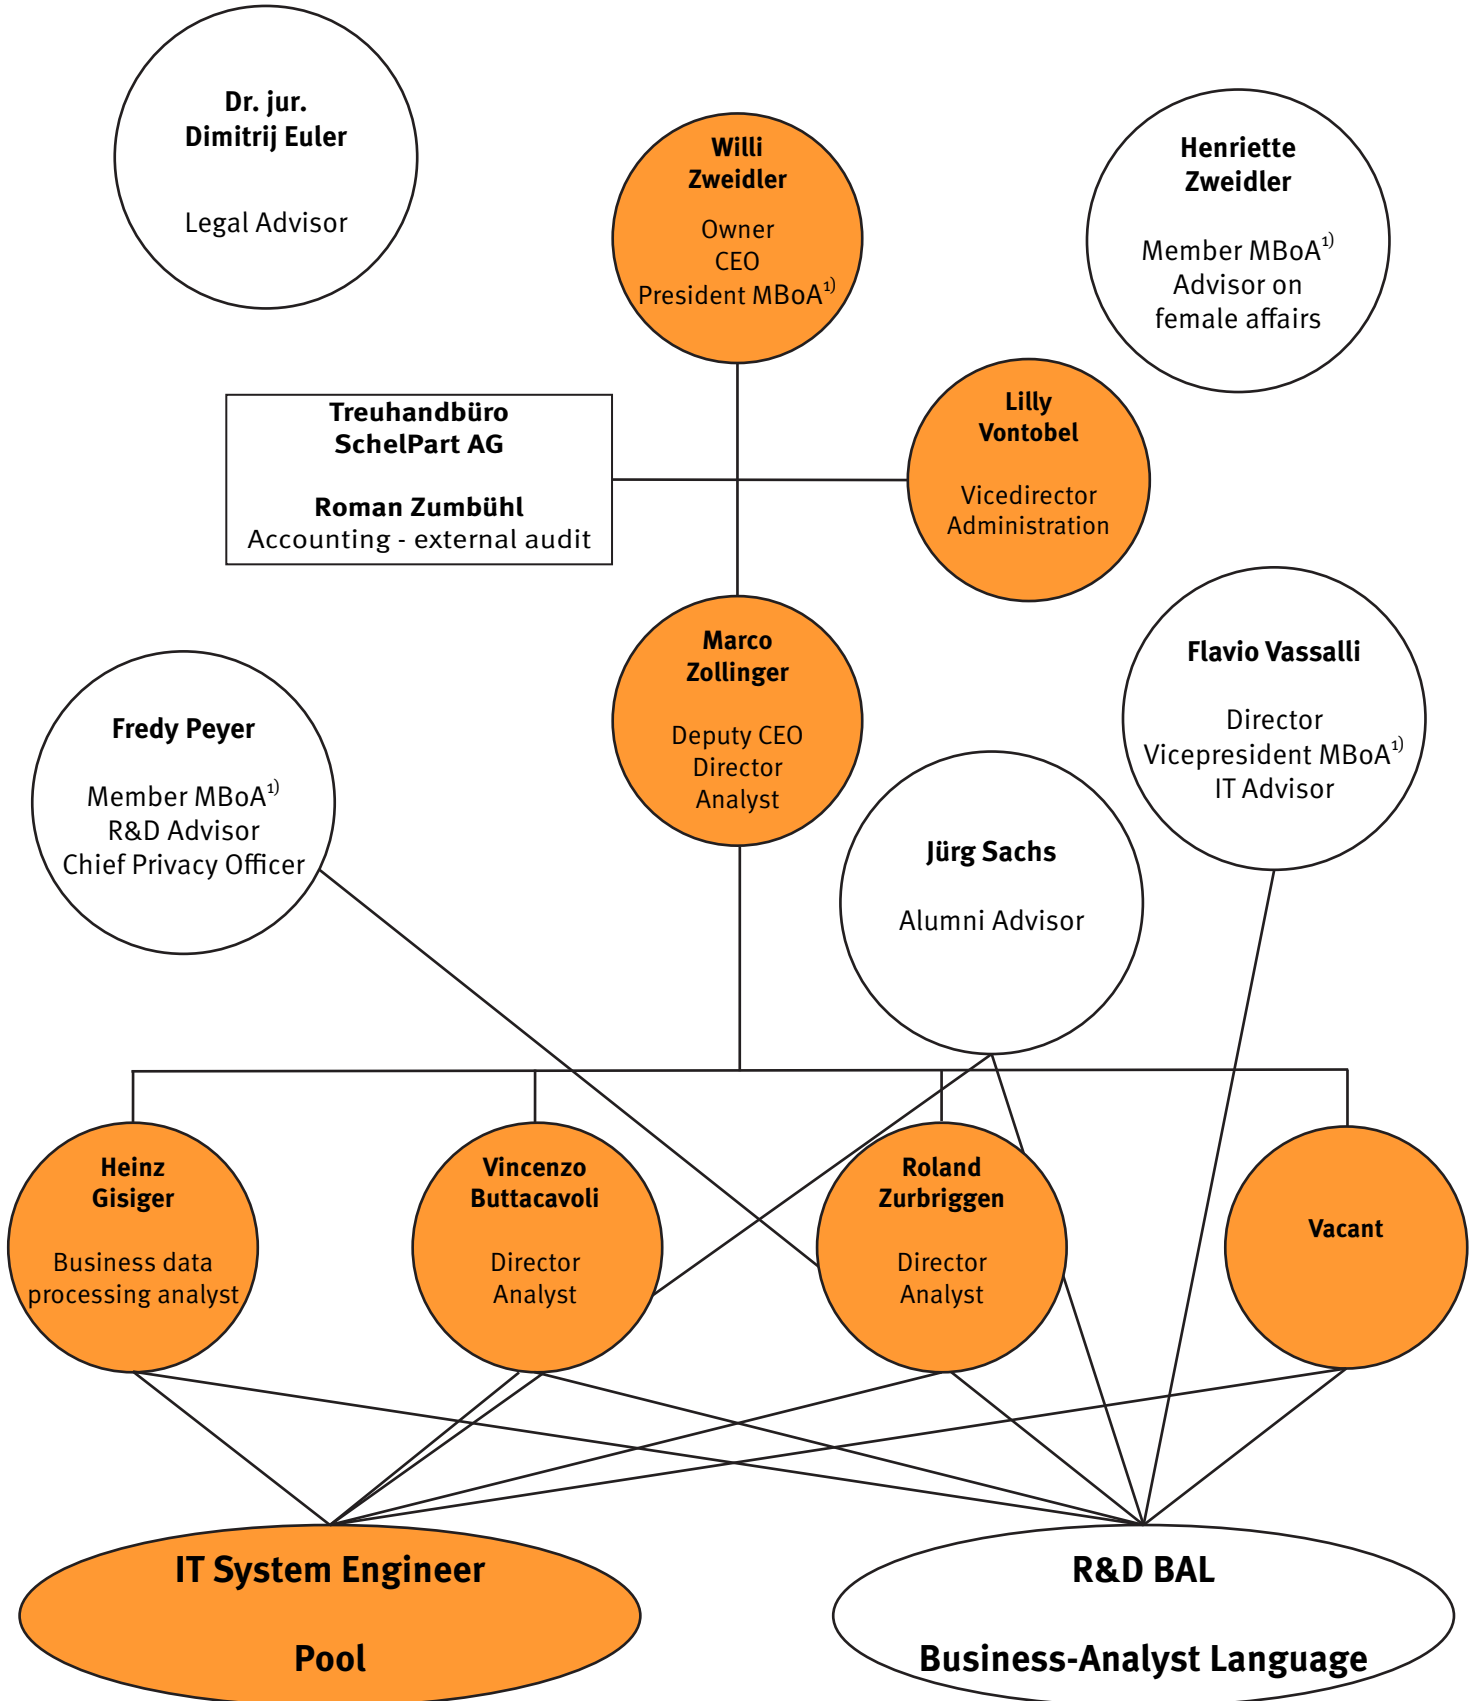 Dr. jur.
Dimitrij Euler
Legal Advisor
Willi
Zweidler
Owner
CEO
President MBoA¹⁾
Henriette
Zweidler
Member MBoA¹⁾
Advisor on
female affairs
Treuhandbüro
SchelPart AG
Roman Zumbühl
Accounting - external audit
Lilly
Vontobel
Vicedirector
Administration
Marco
Zollinger
Deputy CEO
Director
Analyst
Flavio Vassalli
Director
Vicepresident MBoA¹⁾
IT Advisor
Fredy Peyer
Member MBoA¹⁾
R&D Advisor
Chief Privacy Officer
Jürg Sachs
Alumni Advisor
Heinz
Gisiger
Business data
processing analyst
Vincenzo
Buttacavoli
Director
Analyst
Roland
Zurbriggen
Director
Analyst
Vacant
IT System Engineer
Pool
R&D BAL
Business-Analyst Language